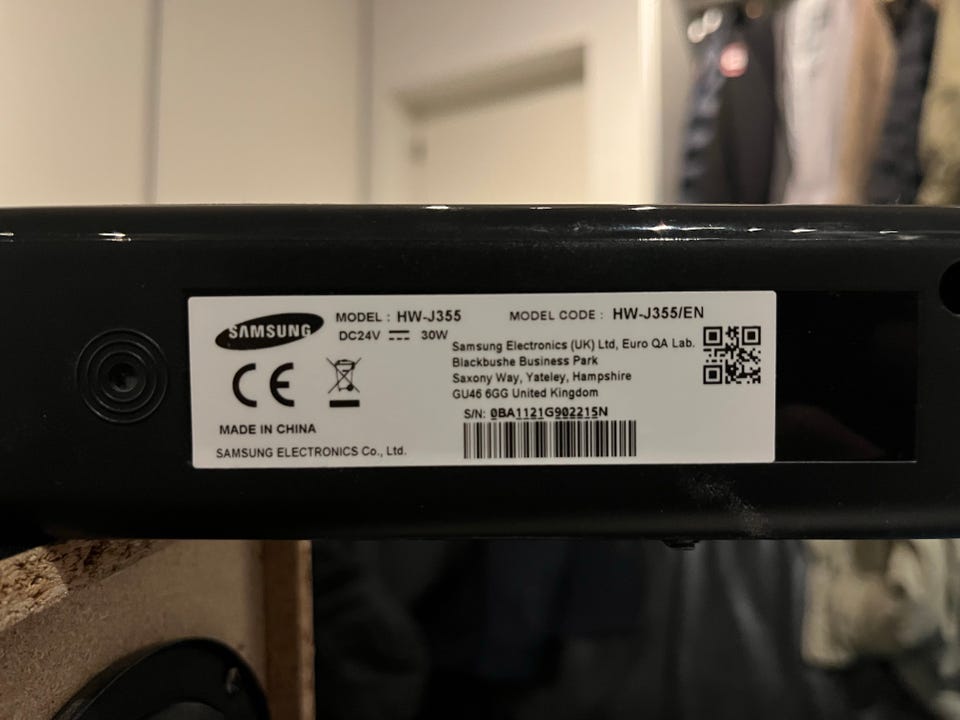 SAMSUNG
MODEL : HW-J355
MODEL CODE : HW-J355/EN
DC24V 30W
Samsung Electronics (UK) Ltd, Euro QA Lab.
Blackbushe Business Park
Saxony Way, Yateley, Hampshire
GU46 6GG United Kingdom
CE
S/N: 0BA1121G902215N
MADE IN CHINA
SAMSUNG ELECTRONICS Co., Ltd.